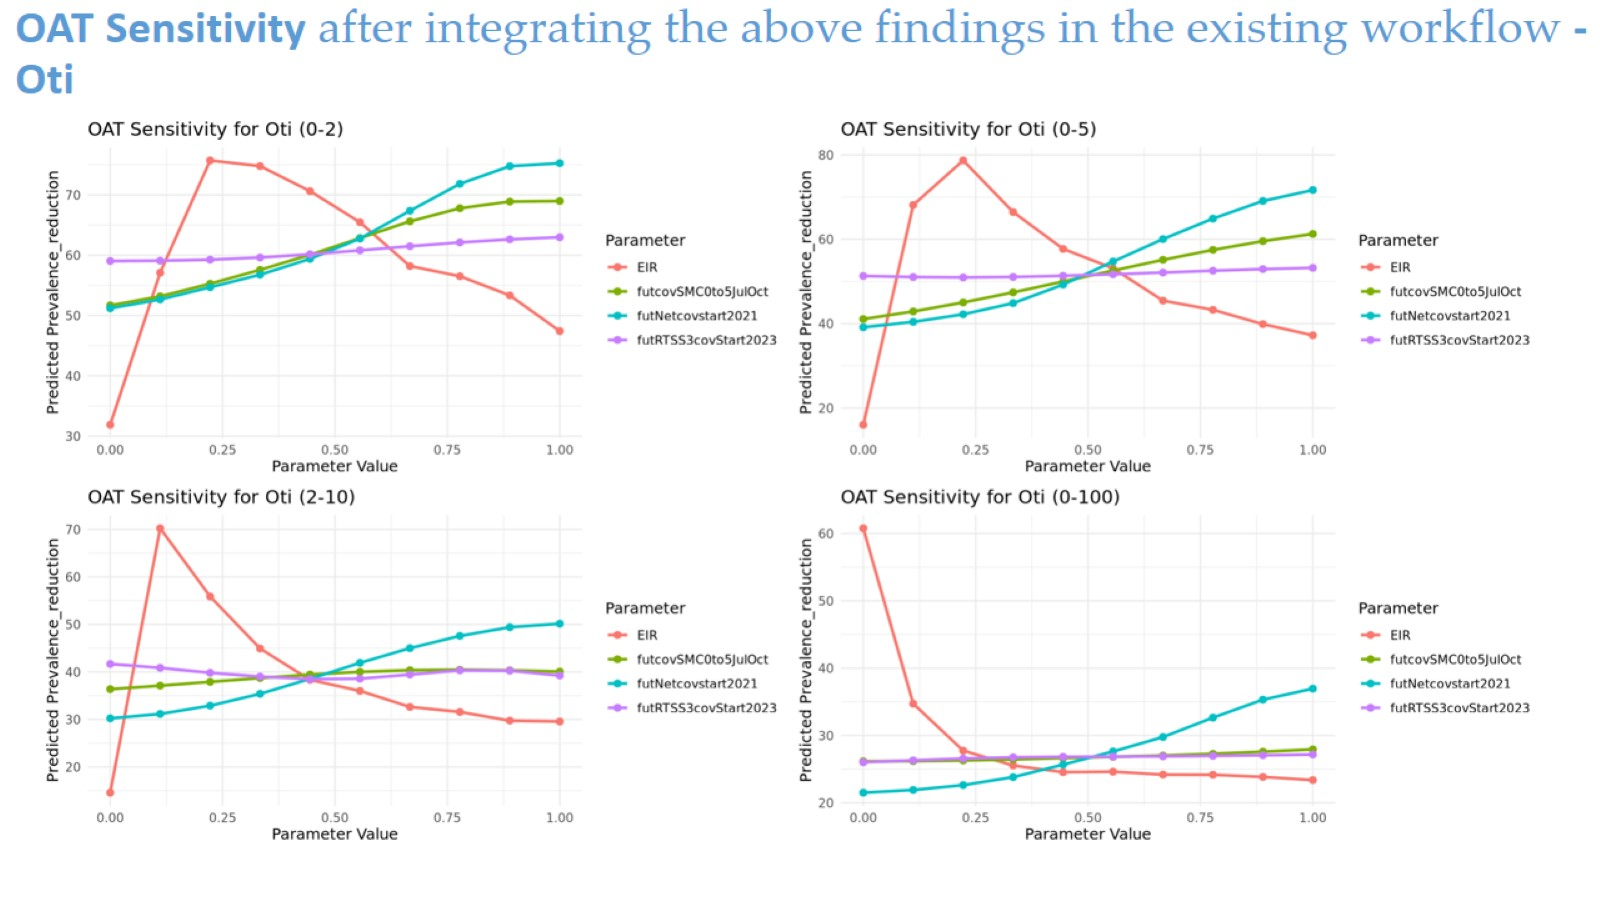 OAT Sensitivity after integrating the above findings in the existing workflow -
Oti
OAT Sensitivity for Oti (0-2)
Predicted Prevalence_reduction
70
60
50
40
30
0.00 0.25 0.50 0.75 1.00
Parameter Value
Parameter
EIR
futcovSMC0to5JulOct
futNetcovstart2021
futRTSS3covStart2023
OAT Sensitivity for Oti (0-5)
Predicted Prevalence_reduction
80
60
40
20
0.00 0.25 0.50 0.75 1.00
Parameter Value
Parameter
EIR
futcovSMC0to5JulOct
futNetcovstart2021
futRTSS3covStart2023
OAT Sensitivity for Oti (2-10)
Predicted Prevalence_reduction
70
60
50
40
30
20
0.00 0.25 0.50 0.75 1.00
Parameter Value
Parameter
EIR
futcovSMC0to5JulOct
futNetcovstart2021
futRTSS3covStart2023
OAT Sensitivity for Oti (0-100)
Predicted Prevalence_reduction
60
50
40
30
20
0.00 0.25 0.50 0.75 1.00
Parameter Value
Parameter
EIR
futcovSMC0to5JulOct
futNetcovstart2021
futRTSS3covStart2023